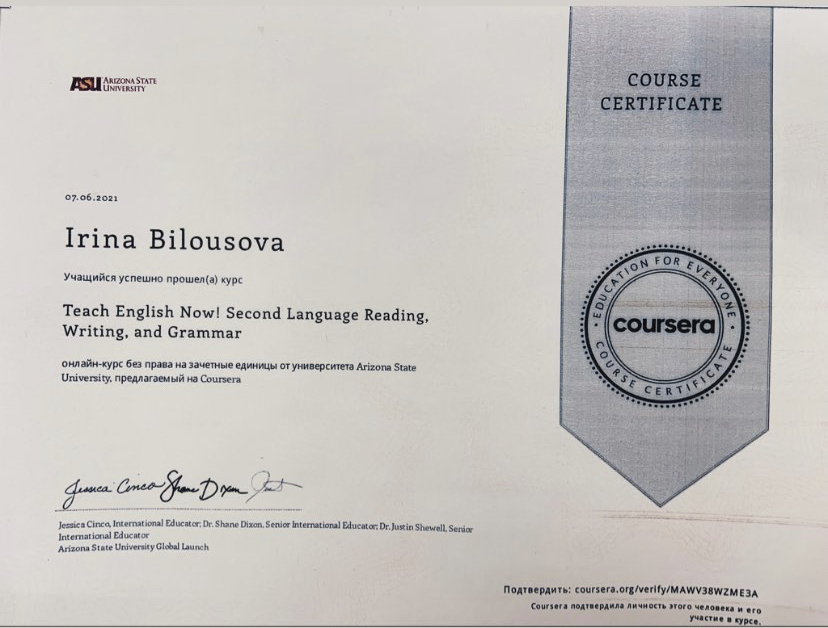 ASU ARIZONA STATE
UNIVERSITY
COURSE
CERTIFICATE
07.06.2021
Irina Bilousova
Учащийся успешно прошел(а) курс
Teach English Now! Second Language Reading,
Writing, and Grammar
онлайн-курс без права на зачетные единицы от университета Arizona State
University, предлагаемый на Coursera
EDUCATION FOR EVERYONE
coursera
COURSE CERTIFICATE
Jessica Cinco Shane Dixon
Jessica Cinco, International Educator; Dr. Shane Dixon, Senior International Educator; Dr. Justin Shewell, Senior
International Educator
Arizona State University Global Launch
Подтвердить: coursera.org/verify/MAWV38WZME3A
Coursera подтвердила личность этого человека и его
участие в курсе.